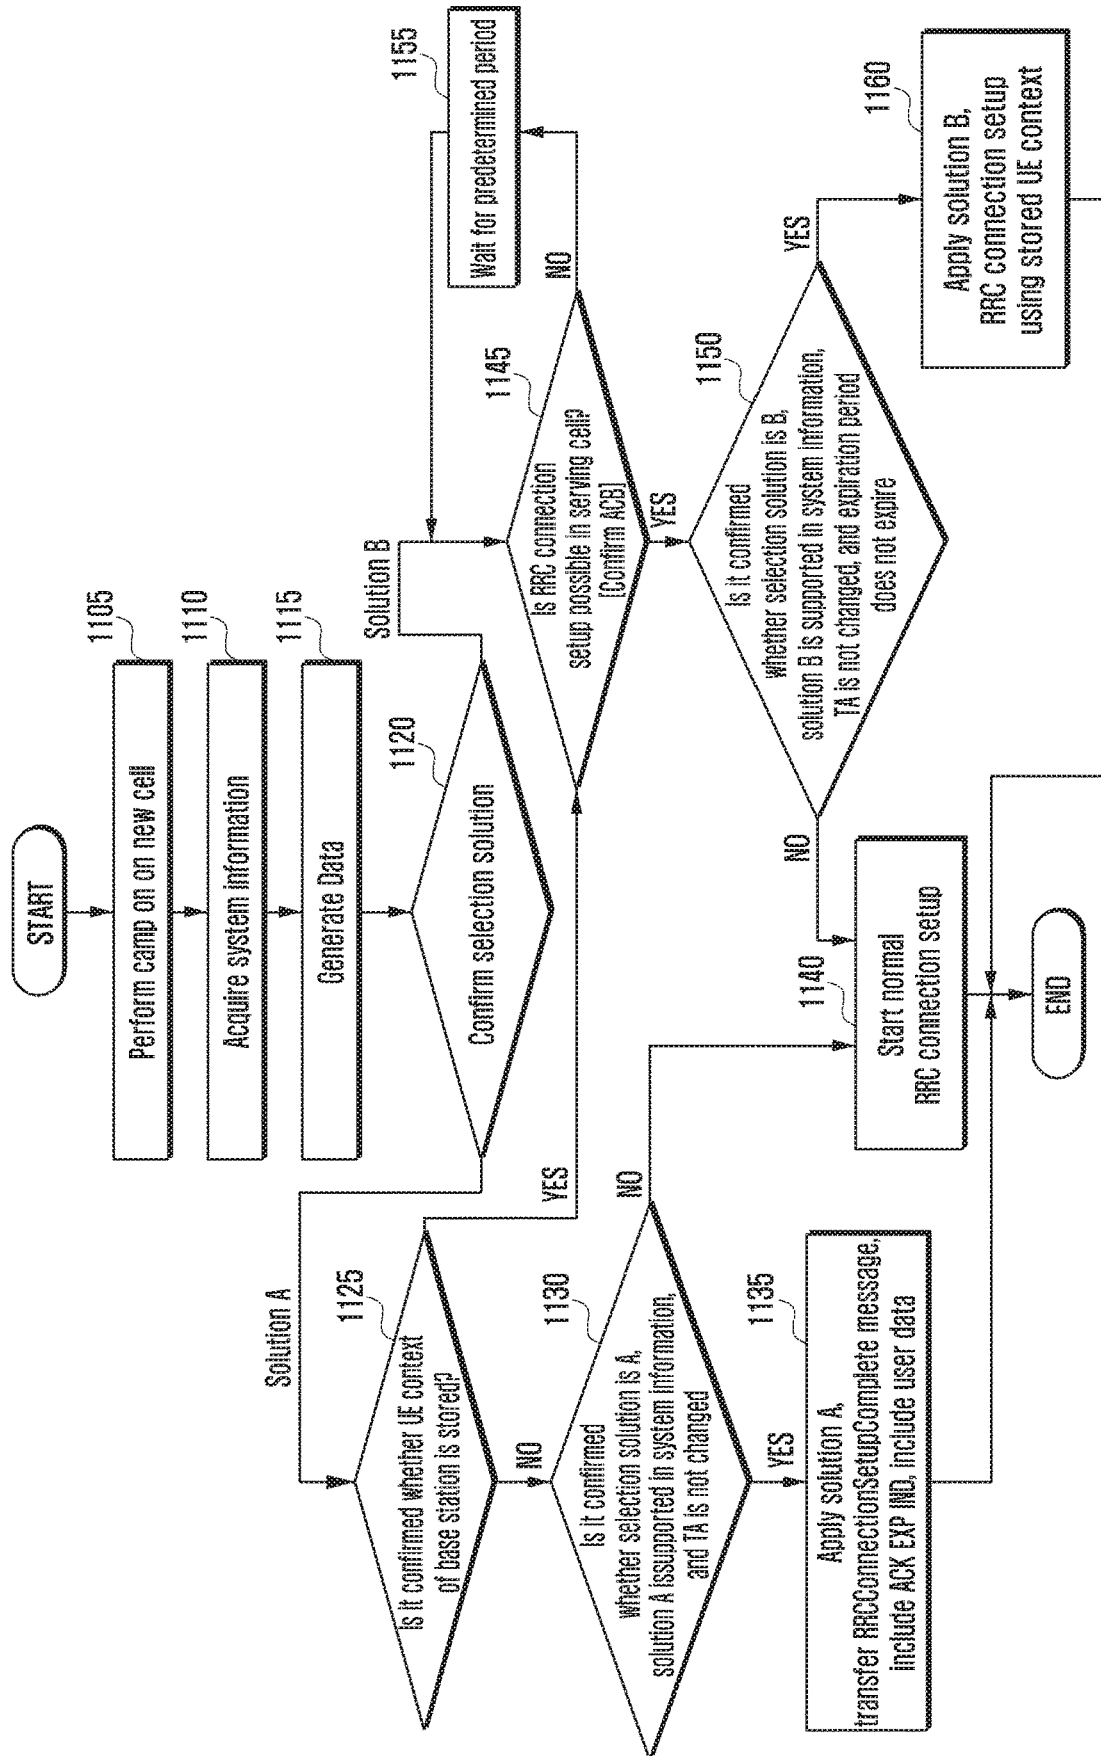 START
Perform camp on on new cell
1105
Acquire system information
1110
Generate Data
1115
Confirm selection solution
1120
Solution A
Solution B
Is it confirmed whether UE context
of base station is stored?
1125
YES
NO
Is it confirmed
whether selection solution is A,
solution A issupported in system information,
and TA is not changed
1130
NO
YES
Apply solution A,
transfer RRCConnectionSetupComplete message,
include ACK EXP IND, include user data
1135
Start normal
RRC connection setup
1140
Is RRC connection
setup possible in serving cell?
[Confirm ACB]
1145
NO
YES
Wait for predetermined period
1155
Is it confirmed
whether selection solution is B,
solution B is supported in system information,
TA is not changed, and expiration period
does not expire
1150
NO
YES
Apply solution B,
RRC connection setup
using stored UE context
1160
END